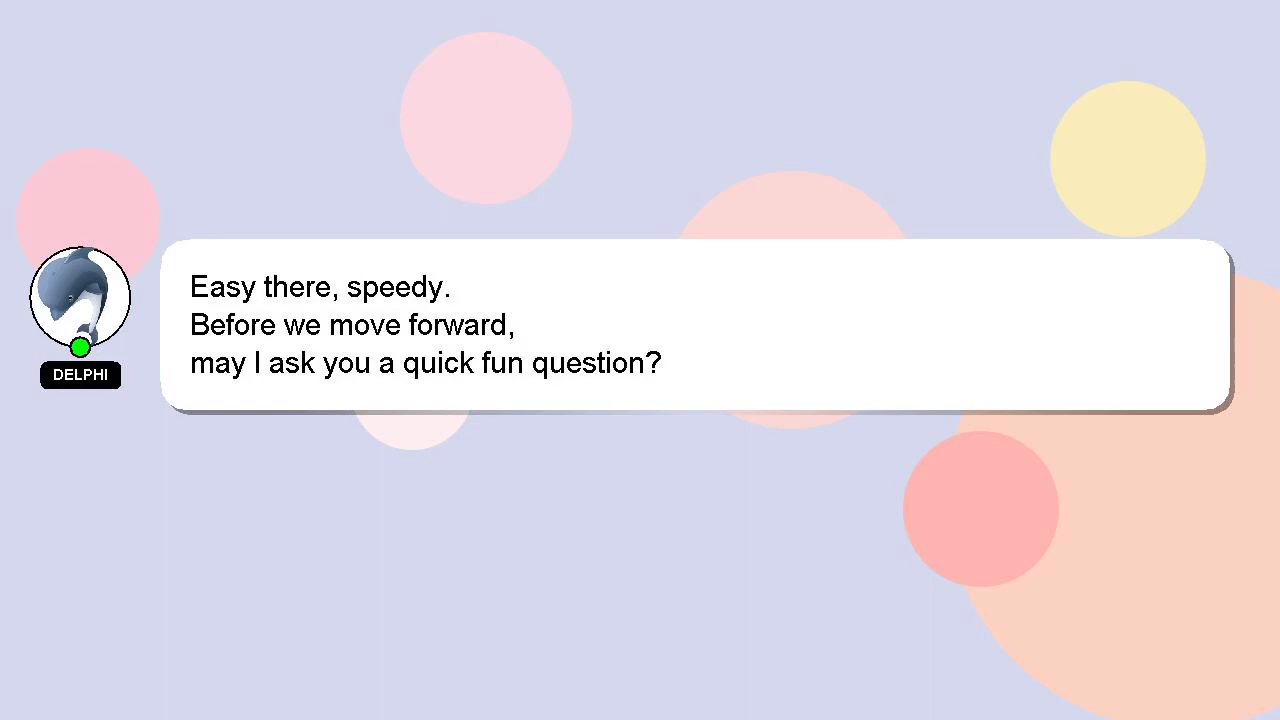 Easy there, speedy.
Before we move forward,
may I ask you a quick fun question?
DELPHI